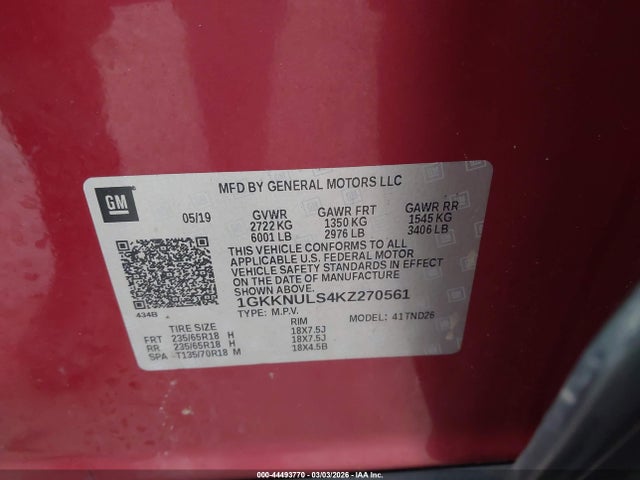 MFD BY GENERAL MOTORS LLC
GM
05/19
GVWR GAWR FRT GAWR RR
2722 KG 1350 KG 1545 KG
6001 LB 2976 LB 3406 LB
THIS VEHICLE CONFORMS TO ALL
APPLICABLE U.S. FEDERAL MOTOR
VEHICLE SAFETY STANDARDS IN EFFECT
ON THE DATE OF MANUFACTURE
SHOWN ABOVE.
1GKKNULS4KZ270561
434B
TYPE: M.P.V. MODEL: 41TND26
TIRE SIZE RIM
FRT 235/65R18 H 18X7.5J
RR 235/65R18 H 18X7.5J
SPA T135/70R18 M 18X4.5B
000-44493770 - 03/03/2026 - IAA Inc.